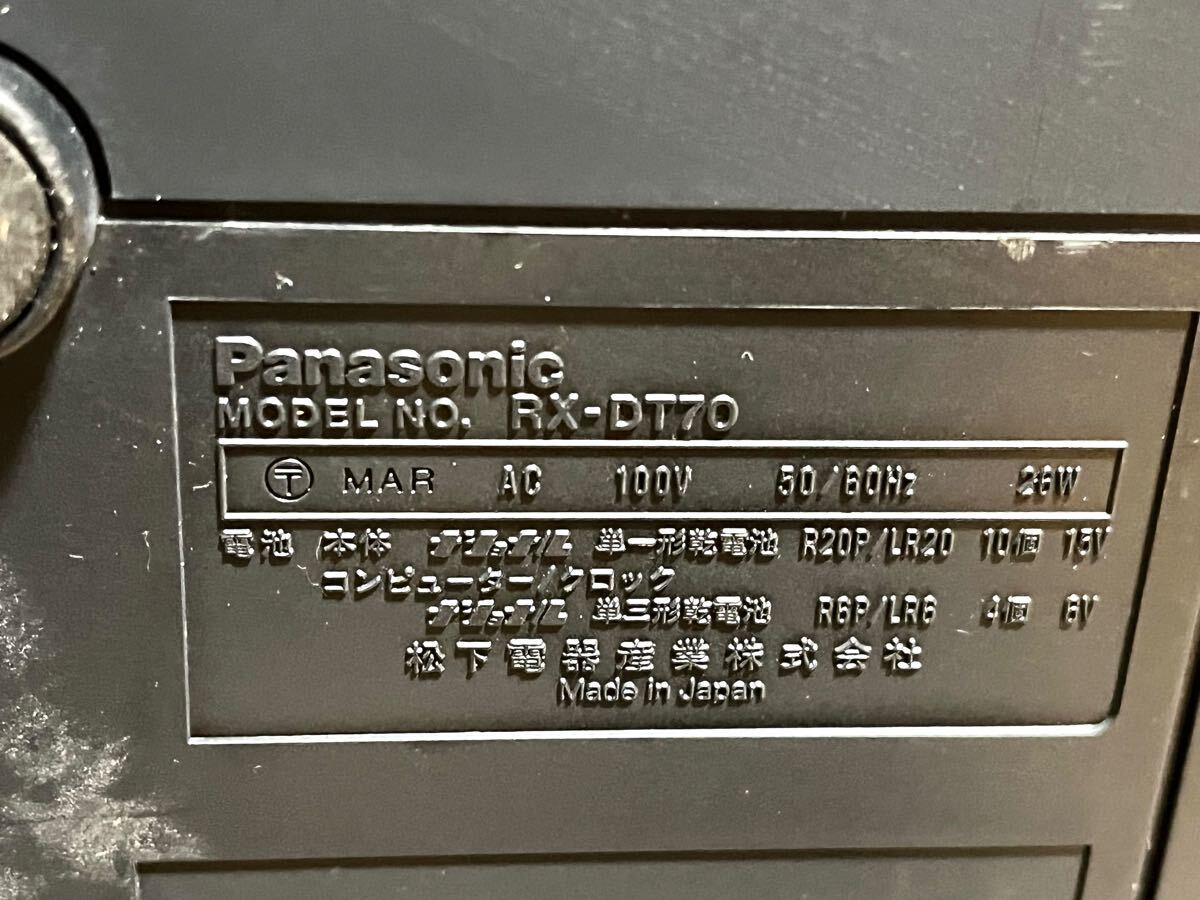 Panasonic
MODEL NO. RX-DT70
〒 MAR AC 100V 50/60Hz 26W
電池 本体 ナショナル 単一形乾電池 R20P/LR20 10個 15V
コンピューター/クロック
ナショナル 単三形乾電池 R6P/LR6 4個 6V
松下電器産業株式会社
Made in Japan